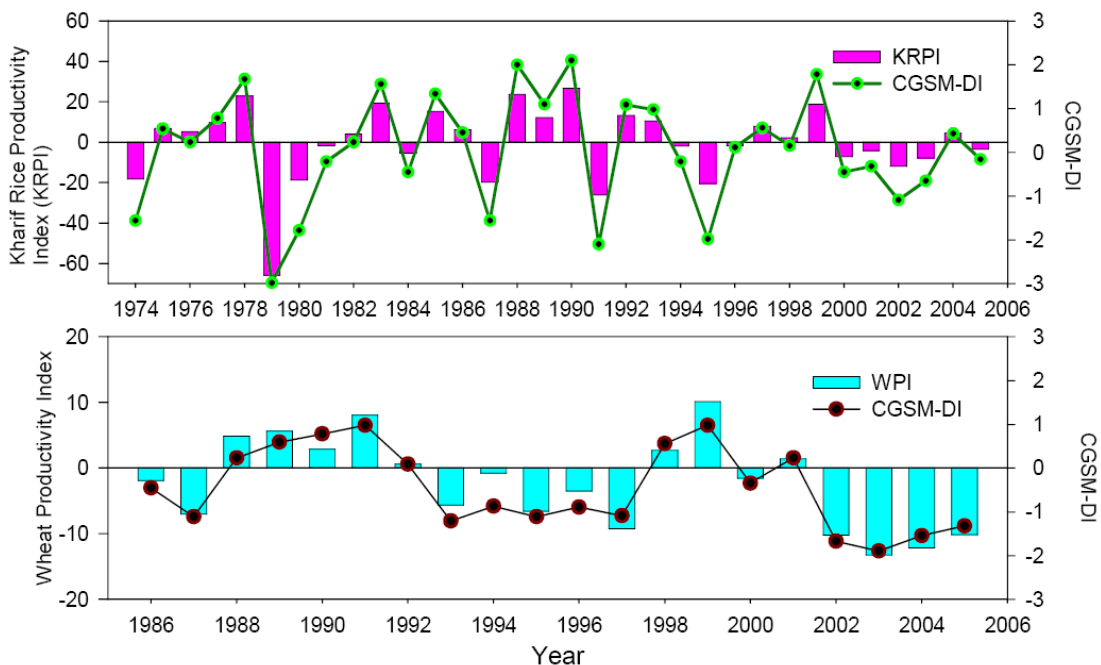 60
40
20
0
-20
-40
-60
Kharif Rice Productivity
Index (KRPI)
KRPI
CGSM-DI
3
2
1
0
-1
-2
-3
CGSM-DI
1974 1976 1978 1980 1982 1984 1986 1988 1990 1992 1994 1996 1998 2000 2002 2004 2006
20
10
0
-10
-20
Wheat Productivity Index
WPI
CGSM-DI
3
2
1
0
-1
-2
-3
CGSM-DI
1986 1988 1990 1992 1994 1996 1998 2000 2002 2004 2006
Year